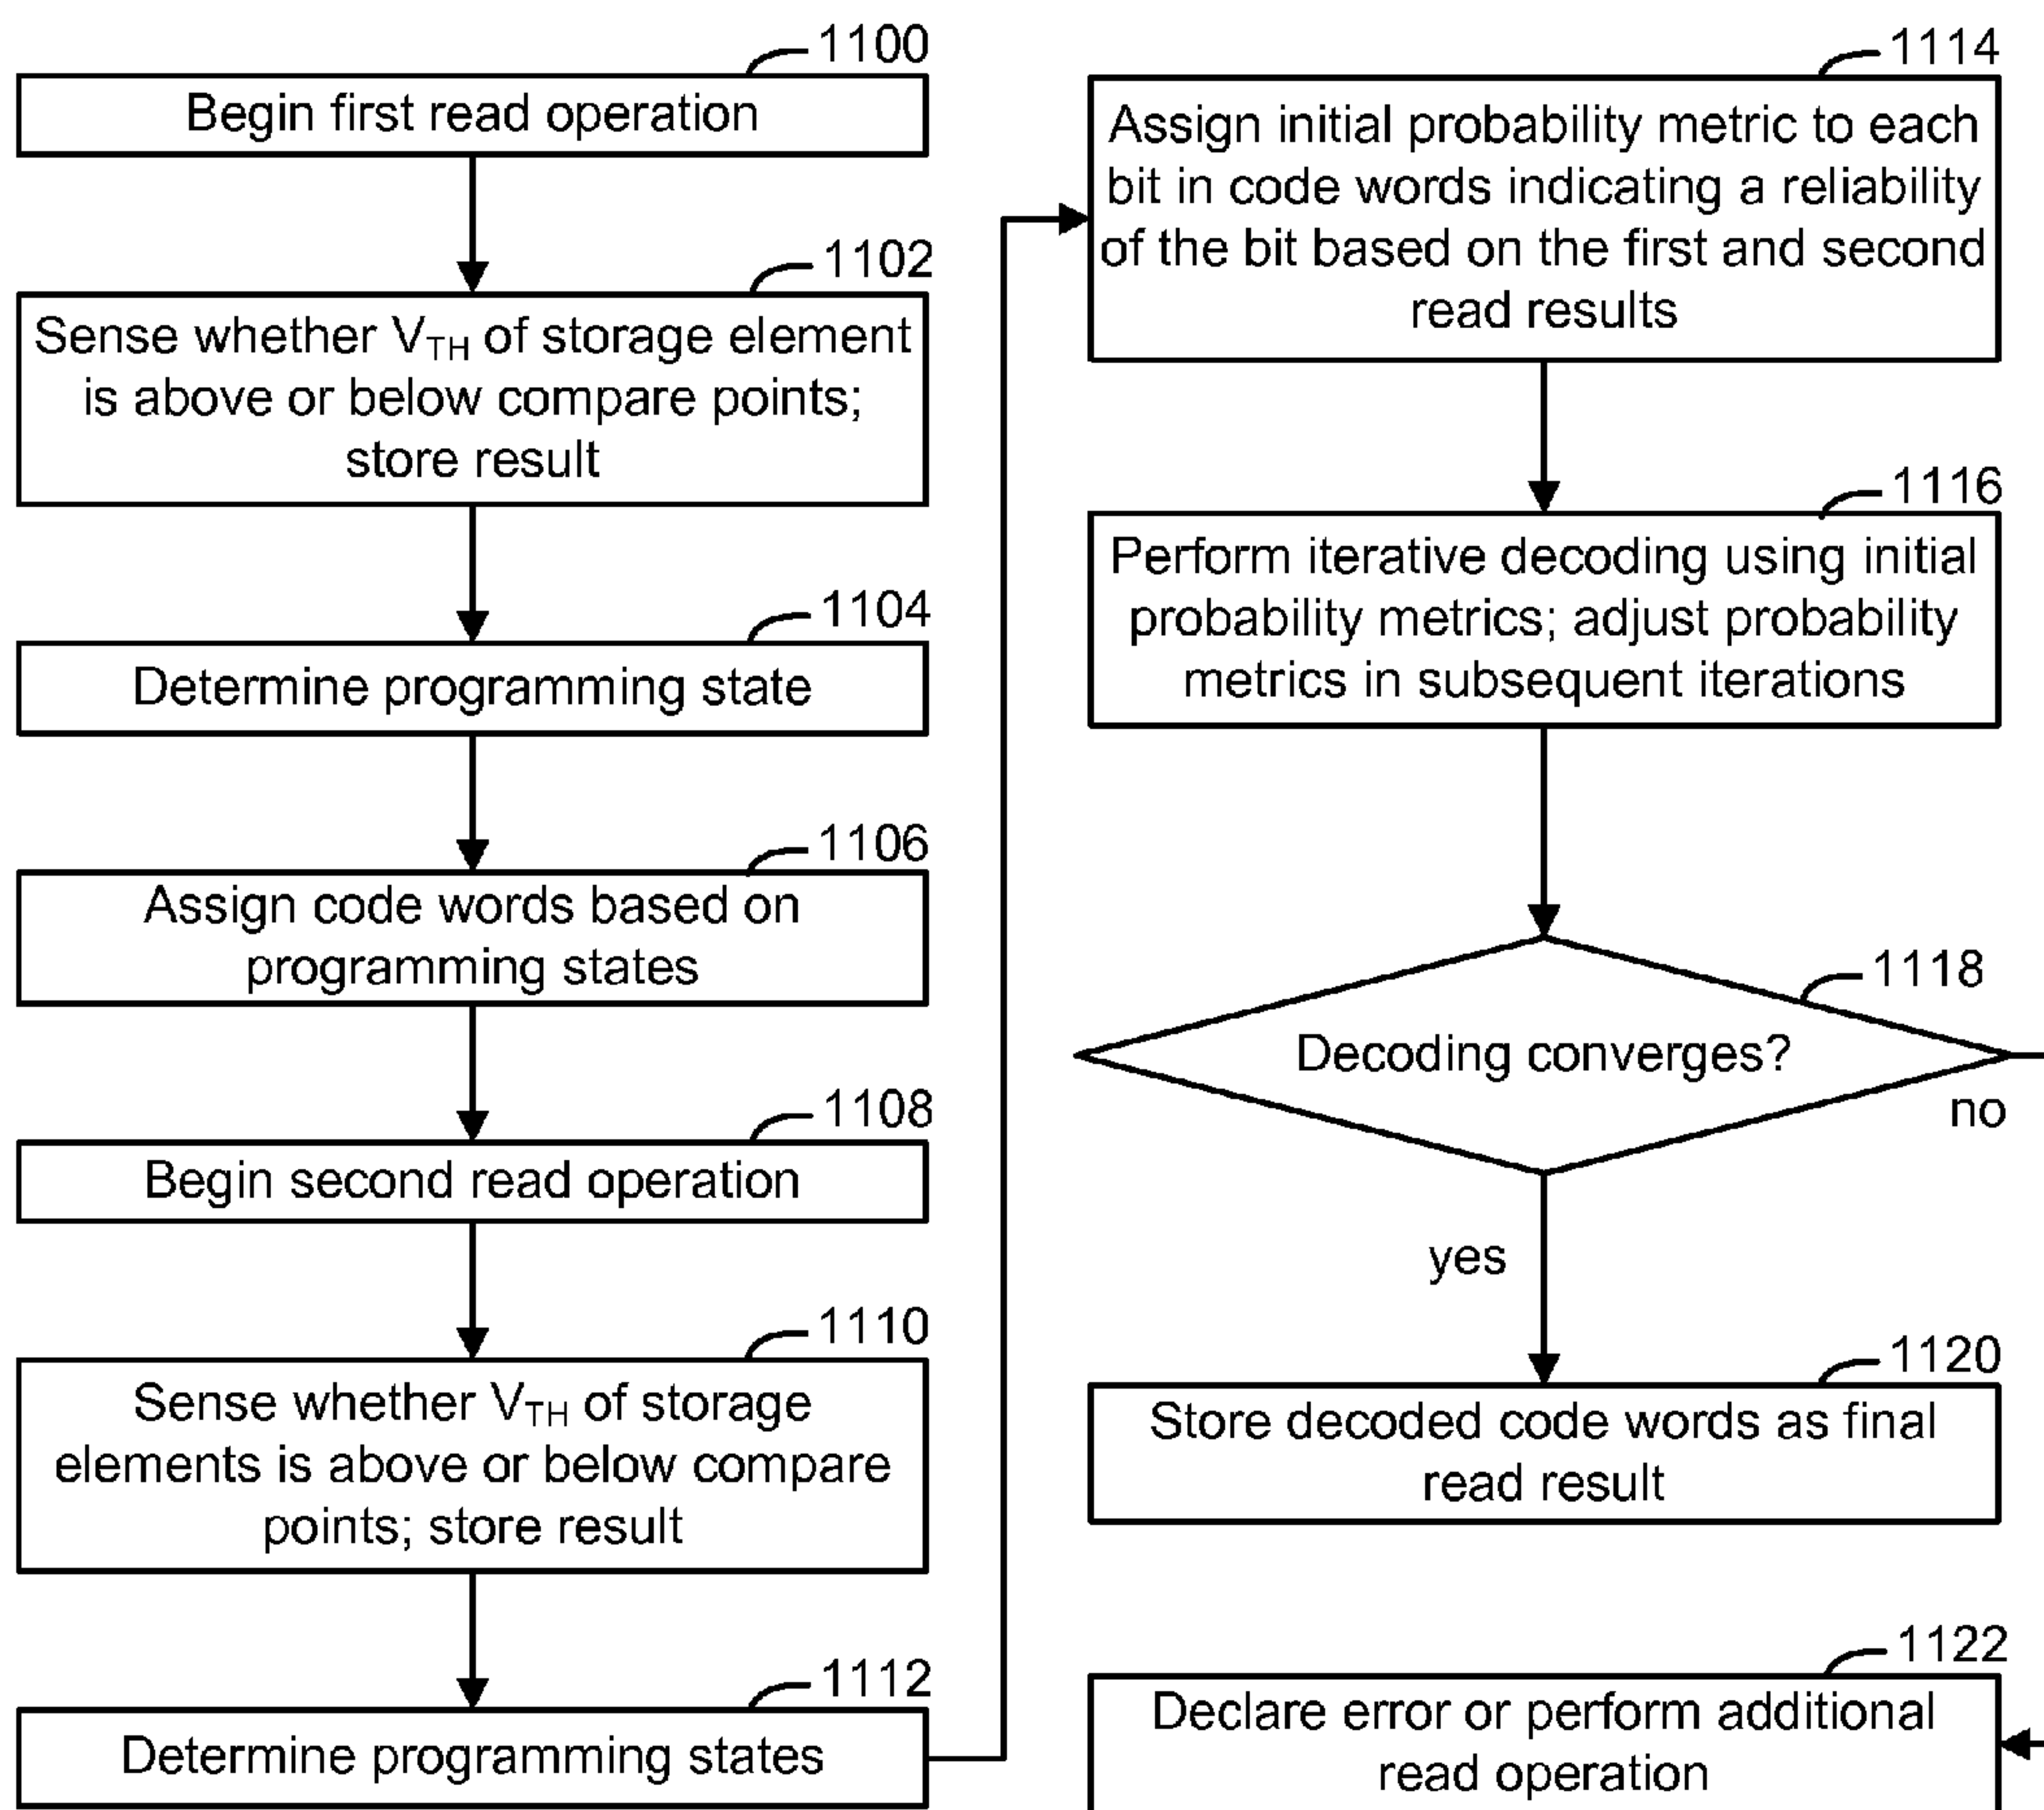 1100
Begin first read operation
1102
Sense whether VTH of storage element
is above or below compare points;
store result
1104
Determine programming state
1106
Assign code words based on
programming states
1108
Begin second read operation
1110
Sense whether VTH of storage
elements is above or below compare
points; store result
1112
Determine programming states
1114
Assign initial probability metric to each
bit in code words indicating a reliability
of the bit based on the first and second
read results
1116
Perform iterative decoding using initial
probability metrics; adjust probability
metrics in subsequent iterations
1118
Decoding converges?
no
yes
1120
Store decoded code words as final
read result
1122
Declare error or perform additional
read operation